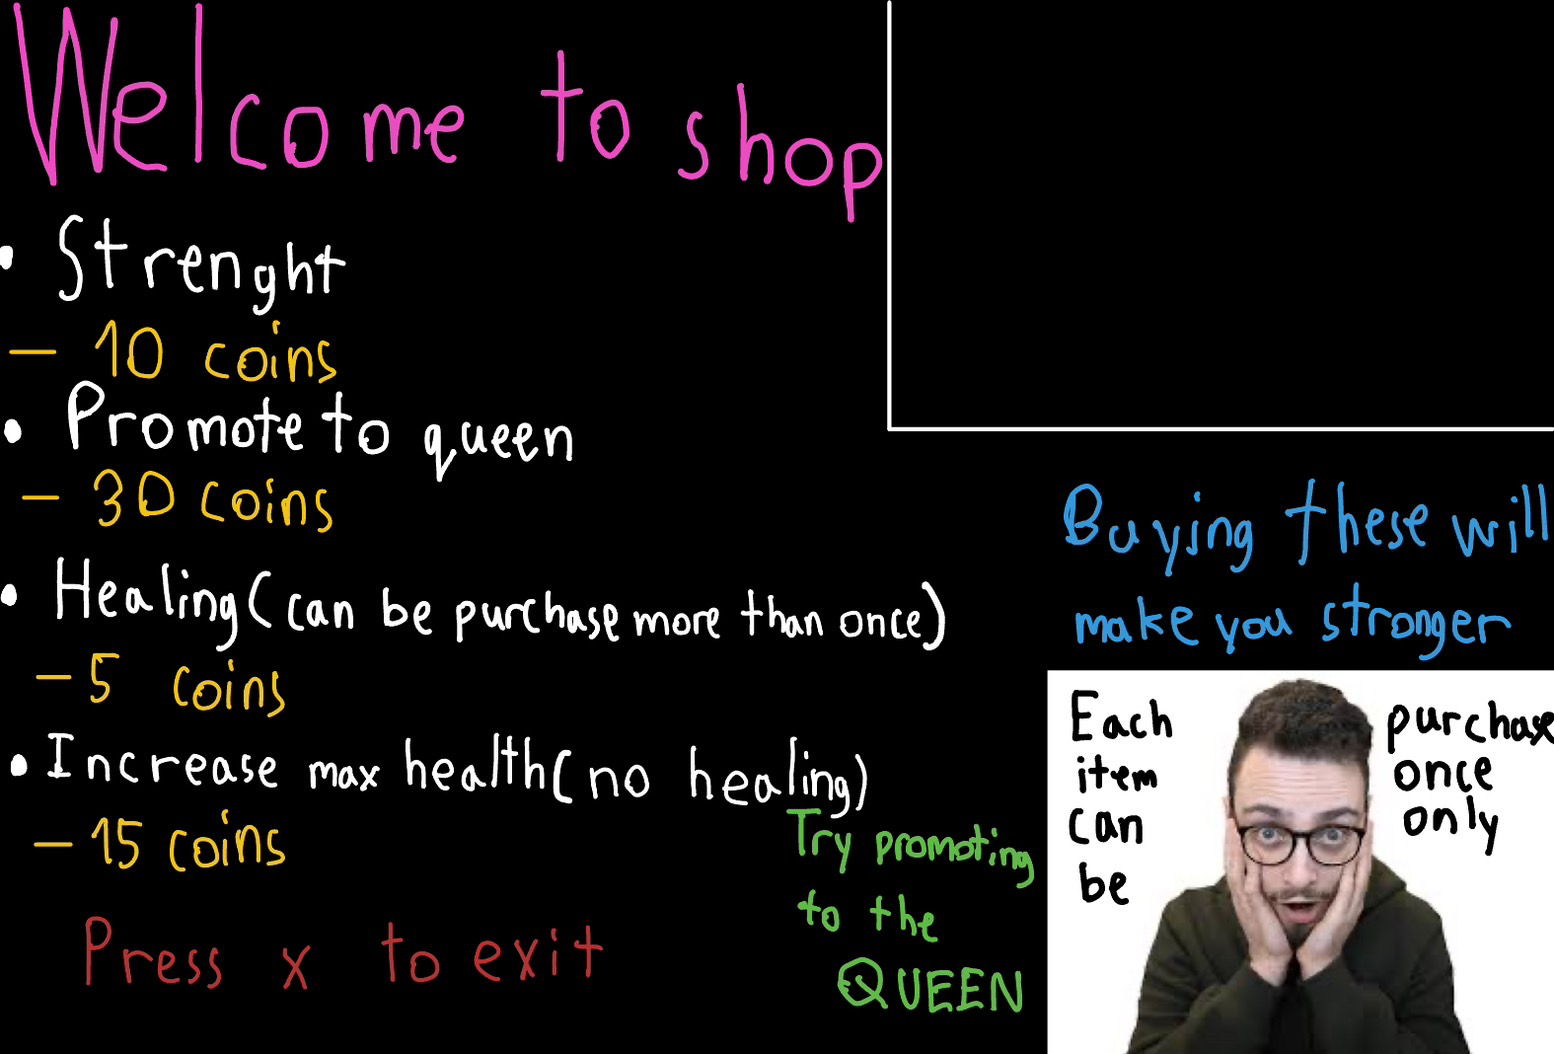 Welcome to shop
• Strenght
- 10 coins
• Promote to queen
- 30 coins
• Healing (can be purchase more than once)
- 5 coins
• Increase max health (no healing)
- 15 coins
Press x to exit
Try promoting
to the
QUEEN
Buying these will
make you stronger
Each
item
can
be
purchase
once
only